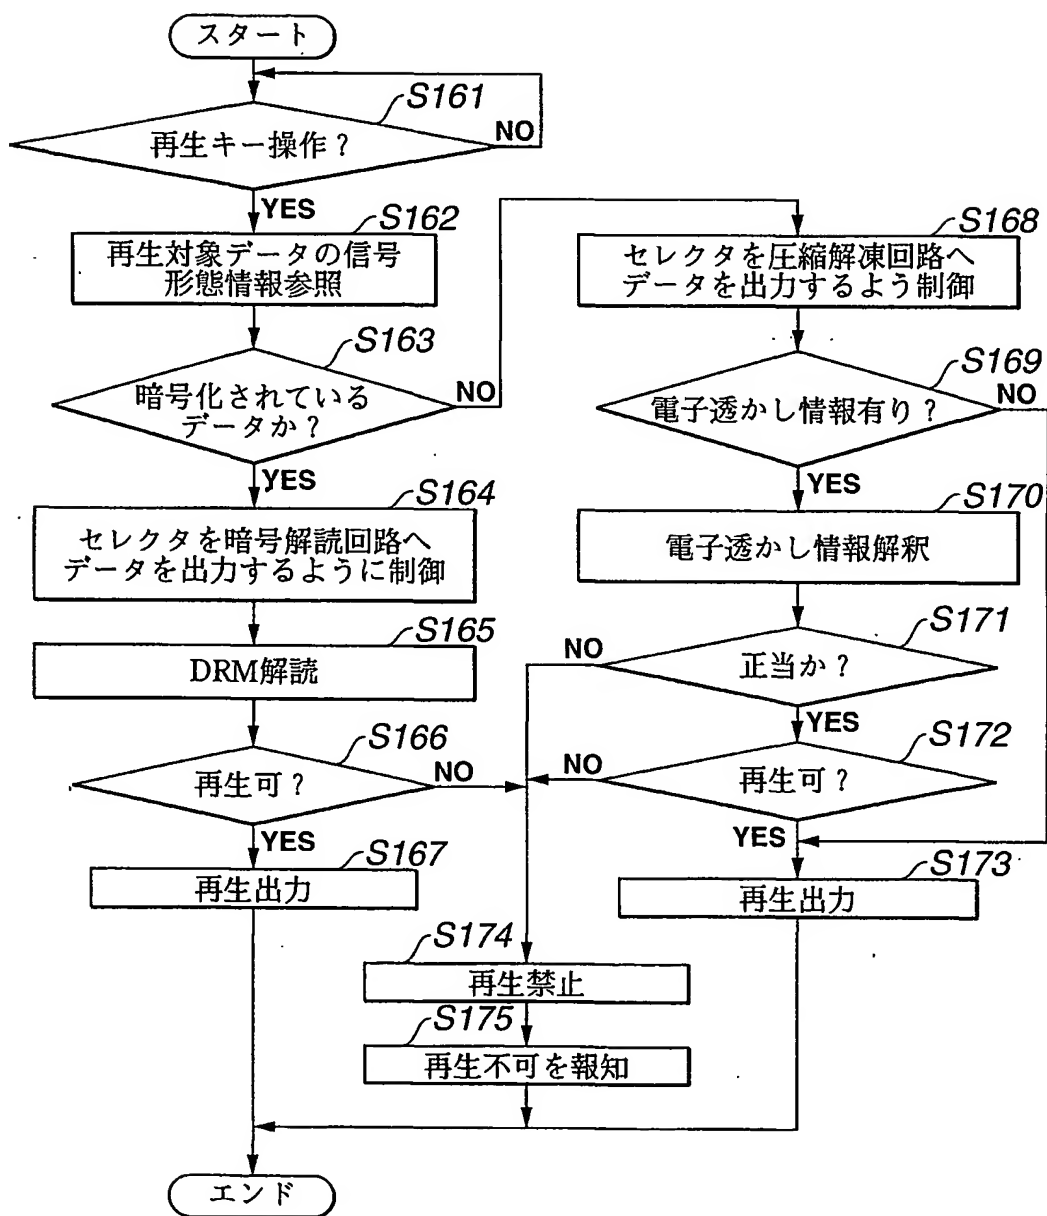 スタート
S161
再生キー操作?
NO
YES
S162
再生対象データの信号
形態情報参照
S163
暗号化されている
データか?
NO
YES
S164
セレクタを暗号解読回路へ
データを出力するように制御
S165
DRM解読
S166
再生可?
NO
YES
S167
再生出力
S168
セレクタを圧縮解凍回路へ
データを出力するよう制御
S169
電子透かし情報有り?
NO
YES
S170
電子透かし情報解釈
S171
正当か?
NO
YES
S172
再生可?
NO
YES
S173
再生出力
S174
再生禁止
S175
再生不可を報知
エンド